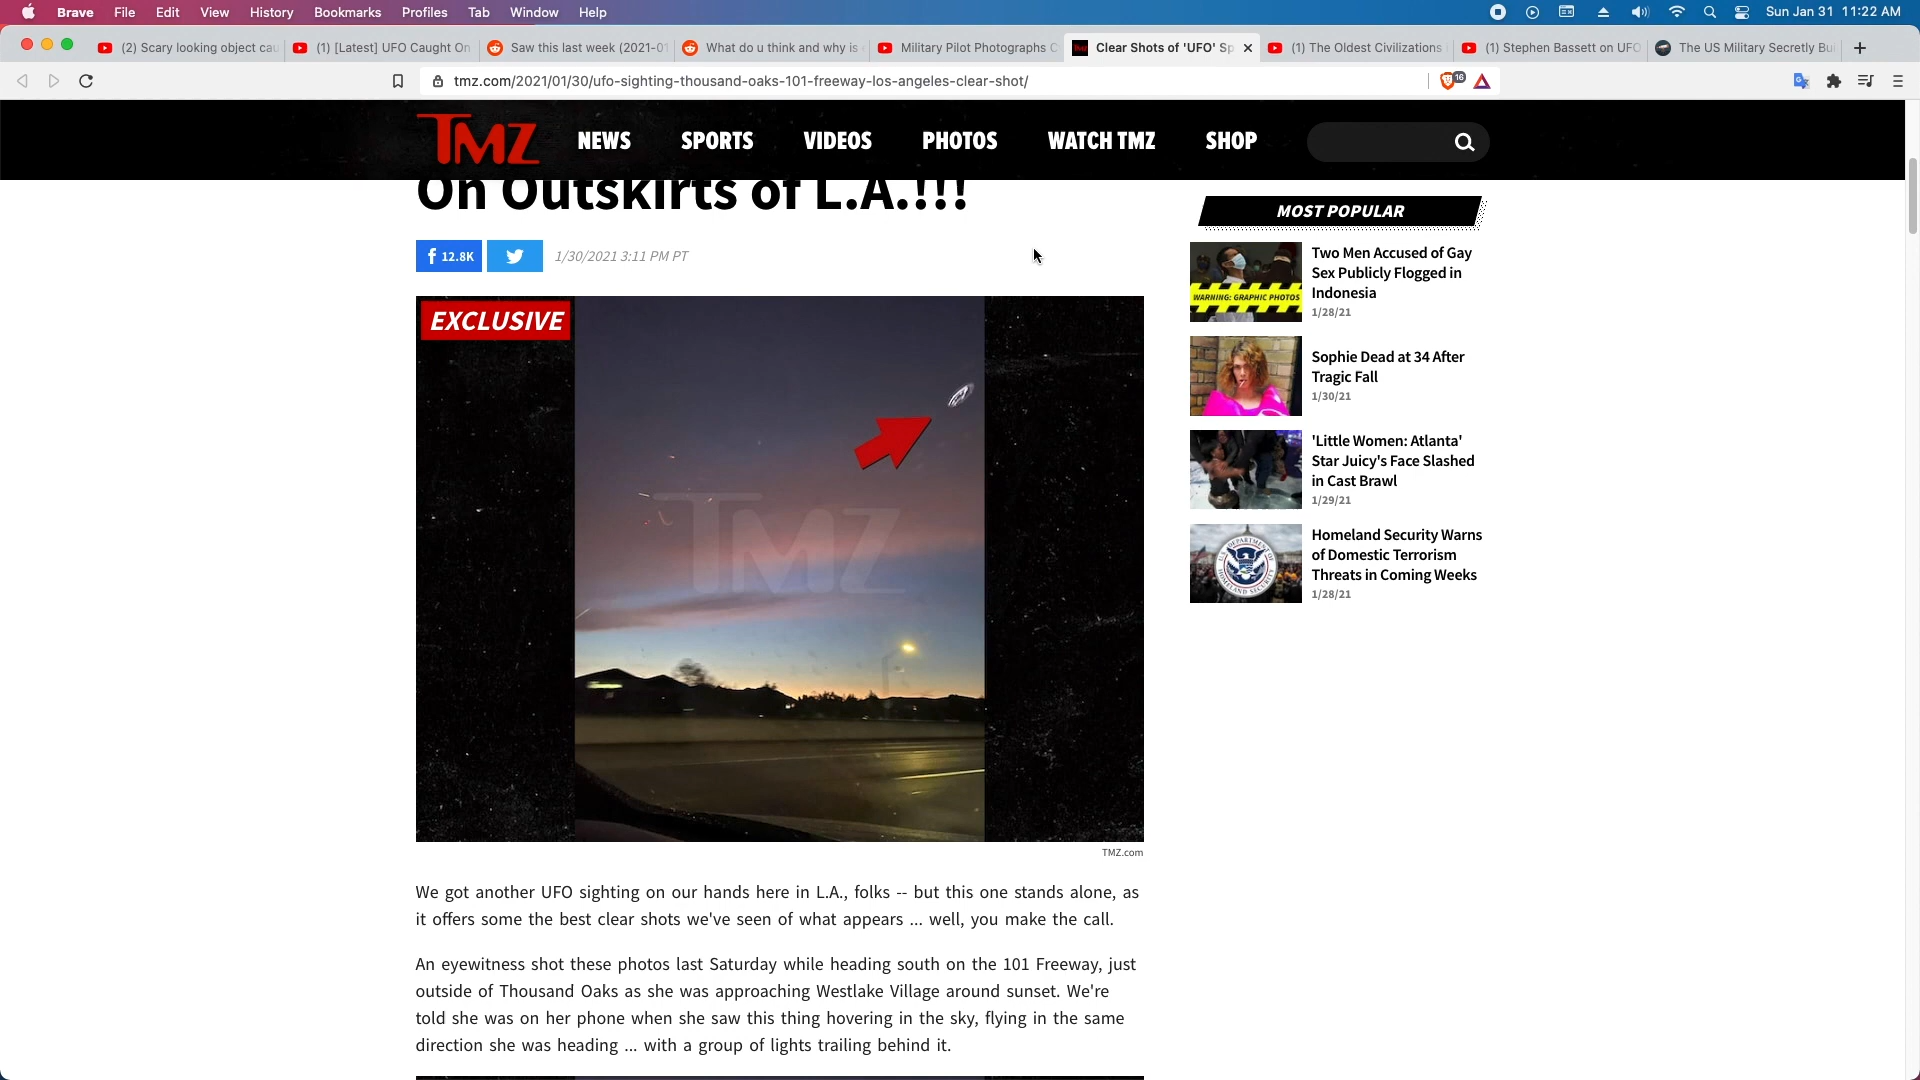 Brave File Edit View History Bookmarks Profiles Tab Window Help
Sun Jan 31 11:22 AM
(2) Scary looking object cau
(1) [Latest] UFO Caught On
Saw this last week (2021-01
What do u think and why is
Military Pilot Photographs C
Clear Shots of 'UFO' Sp
(1) The Oldest Civilizations
(1) Stephen Bassett on UFO
The US Military Secretly Bu
tmz.com/2021/01/30/ufo-sighting-thousand-oaks-101-freeway-los-angeles-clear-shot/
16
TMZ NEWS SPORTS VIDEOS PHOTOS WATCH TMZ SHOP
On Outskirts of L.A.!!!
12.8K
1/30/2021 3:11 PM PT
EXCLUSIVE
TMZ
TMZ.com
We got another UFO sighting on our hands here in L.A., folks -- but this one stands alone, as
it offers some the best clear shots we've seen of what appears ... well, you make the call.
An eyewitness shot these photos last Saturday while heading south on the 101 Freeway, just
outside of Thousand Oaks as she was approaching Westlake Village around sunset. We're
told she was on her phone when she saw this thing hovering in the sky, flying in the same
direction she was heading ... with a group of lights trailing behind it.
MOST POPULAR
WARNING: GRAPHIC PHOTOS
Two Men Accused of Gay
Sex Publicly Flogged in
Indonesia
1/28/21
Sophie Dead at 34 After
Tragic Fall
1/30/21
'Little Women: Atlanta'
Star Juicy's Face Slashed
in Cast Brawl
1/29/21
Homeland Security Warns
of Domestic Terrorism
Threats in Coming Weeks
1/28/21